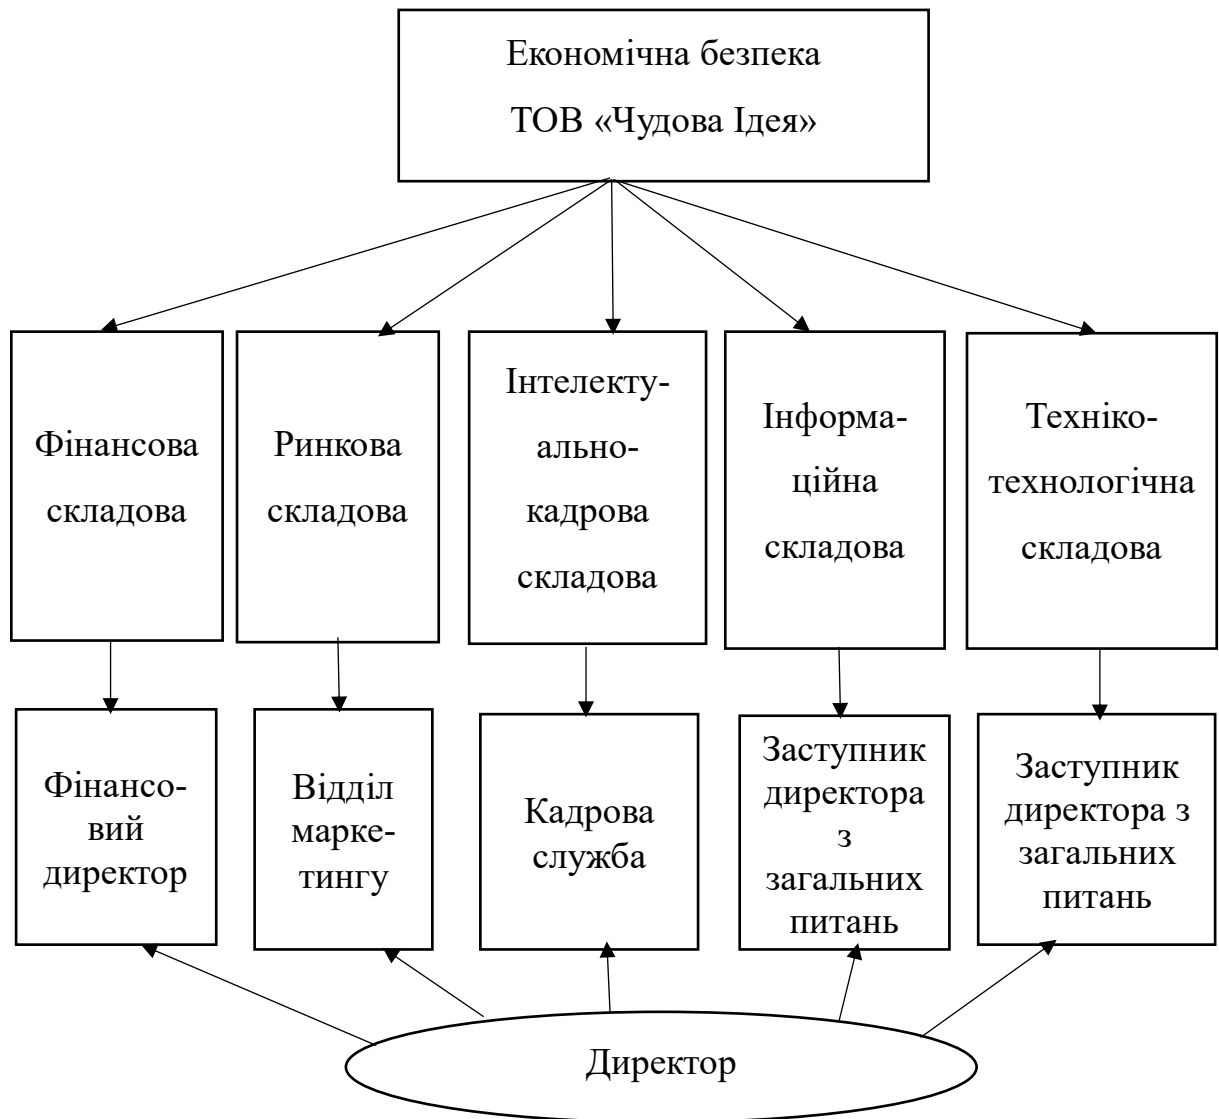 Економічна безпека
ТОВ «Чудова Ідея»
Фінансова
складова
Ринкова
складова
Інтелекту-
ально-
кадрова
складова
Інформа-
ційна
складова
Техніко-
технологічна
складова
Фінансо-
вий
директор
Відділ
марке-
тингу
Кадрова
служба
Заступник
директора
з
загальних
питань
Заступник
директора з
загальних
питань
Директор